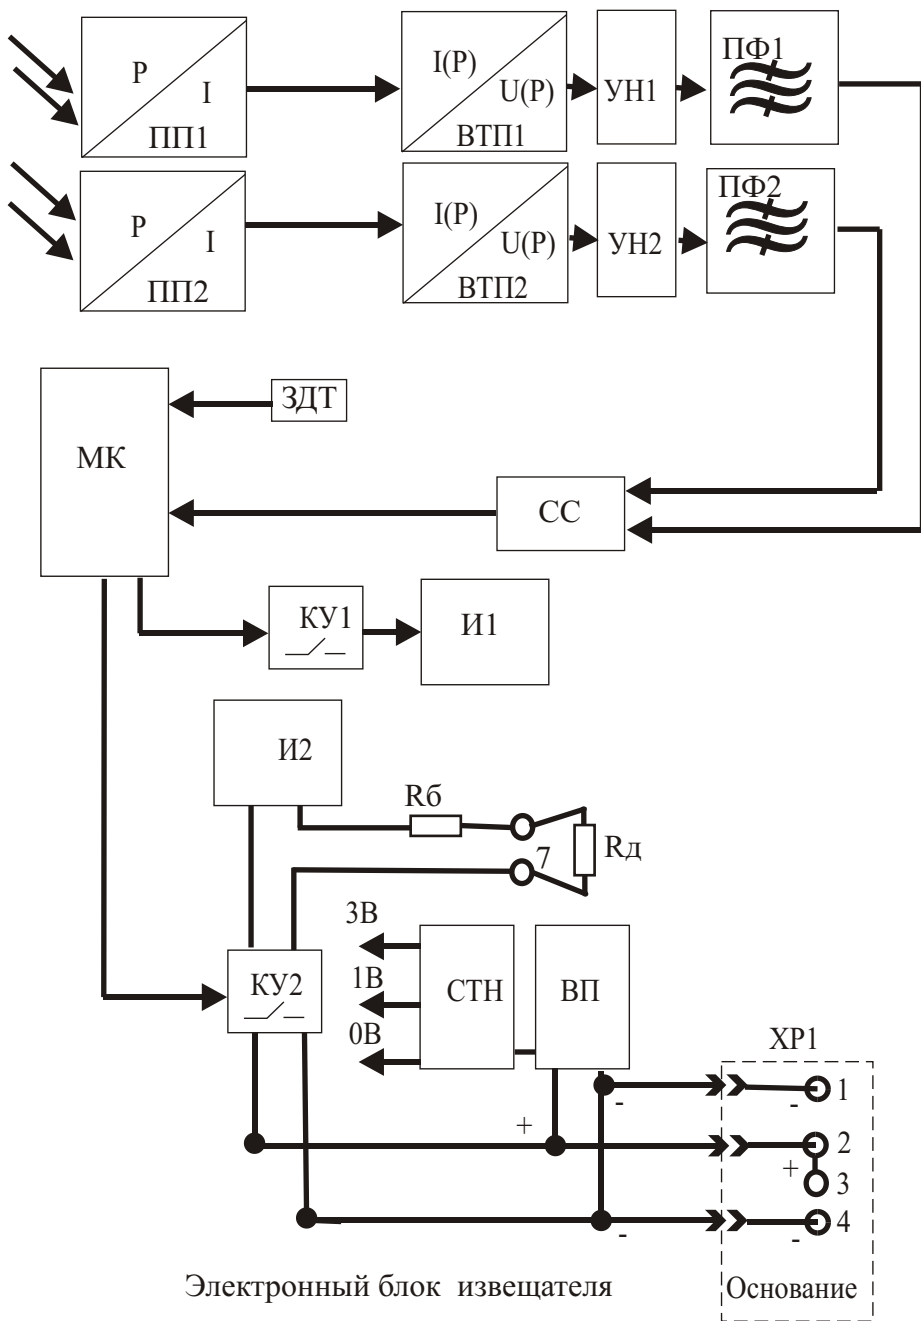 P
I
ПП1
I(P)
U(P)
ВТП1
УН1
ПФ1
P
I
ПП2
I(P)
U(P)
ВТП2
УН2
ПФ2
МК
ЗДТ
СС
КУ1
И1
И2
Rб
7
Rд
КУ2
3В
1В
0В
СТН
ВП
ХР1
-
-
1
+
2
+
3
-
-
4
Электронный блок извещателя
Основание